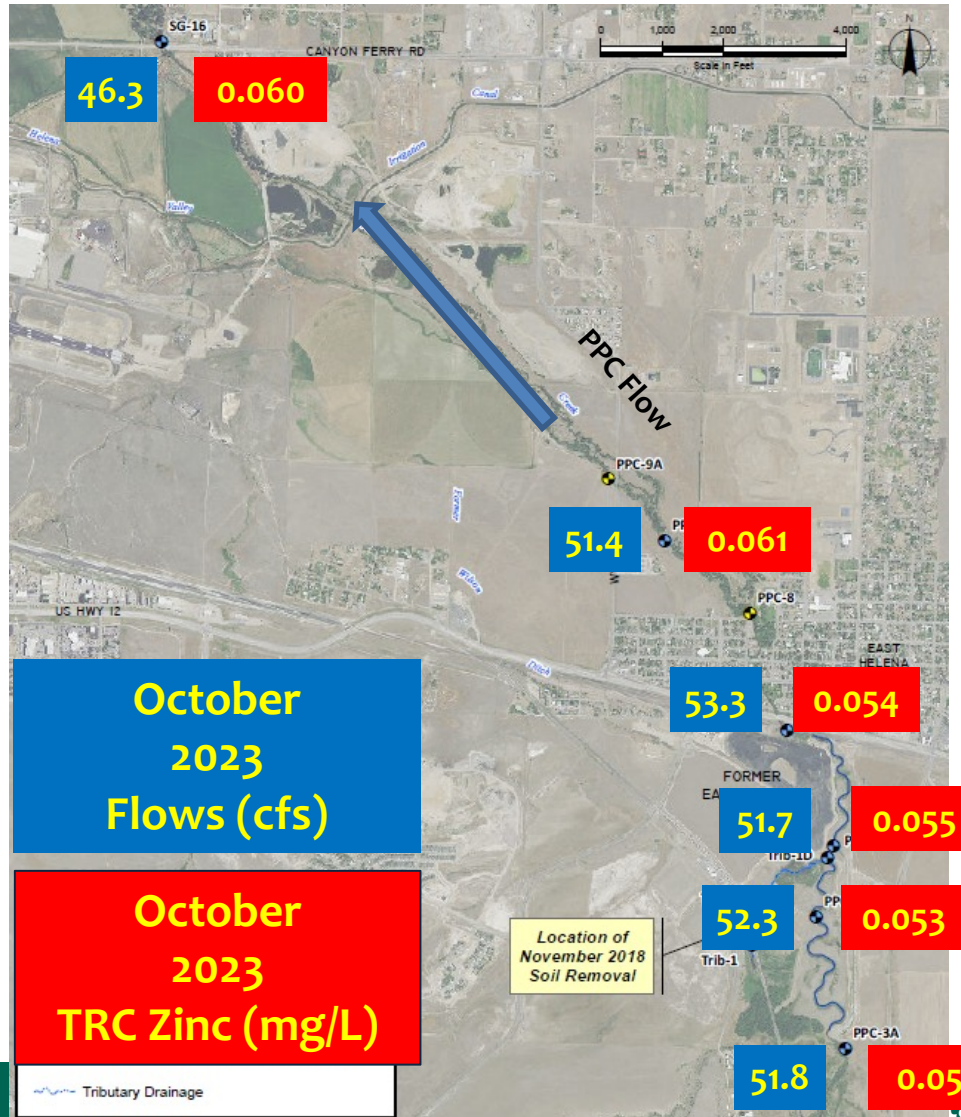 SG-16
CANYON FERRY RD
0 1,000 2,000 4,000
Scale in Feet
N
46.3 0.060
Canal
Irrigation
Helena
Valley
PPC Flow
Creek
PPC-9A
51.4 0.061
Former
Wilson
PPC-8
US HWY 12
Ditch
EAST
HELENA
53.3 0.054
October
2023
Flows (cfs)
FORMER
51.7 0.055
Trib-1D
52.3 0.053
Location of
November 2018
Soil Removal
Trib-1
October
2023
TRC Zinc (mg/L)
PPC-3A
51.8 0.05
Tributary Drainage